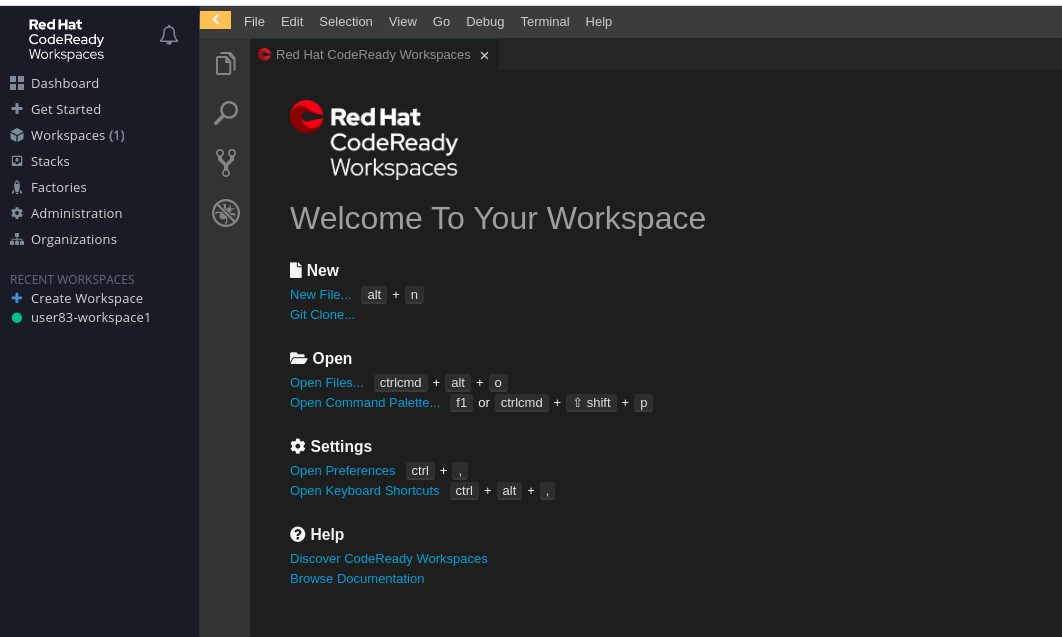 Red Hat
CodeReady
Workspaces
Dashboard
Get Started
Workspaces (1)
Stacks
Factories
Administration
Organizations
RECENT WORKSPACES
Create Workspace
user83-workspace1
File Edit Selection View Go Debug Terminal Help
Red Hat CodeReady Workspaces ×
Red Hat
CodeReady
Workspaces
Welcome To Your Workspace
New
New File... alt + n
Git Clone...
Open
Open Files... ctrlcmd + alt + o
Open Command Palette... f1 or ctrlcmd + ⇧ shift + p
Settings
Open Preferences ctrl + ,
Open Keyboard Shortcuts ctrl + alt + ,
Help
Discover CodeReady Workspaces
Browse Documentation